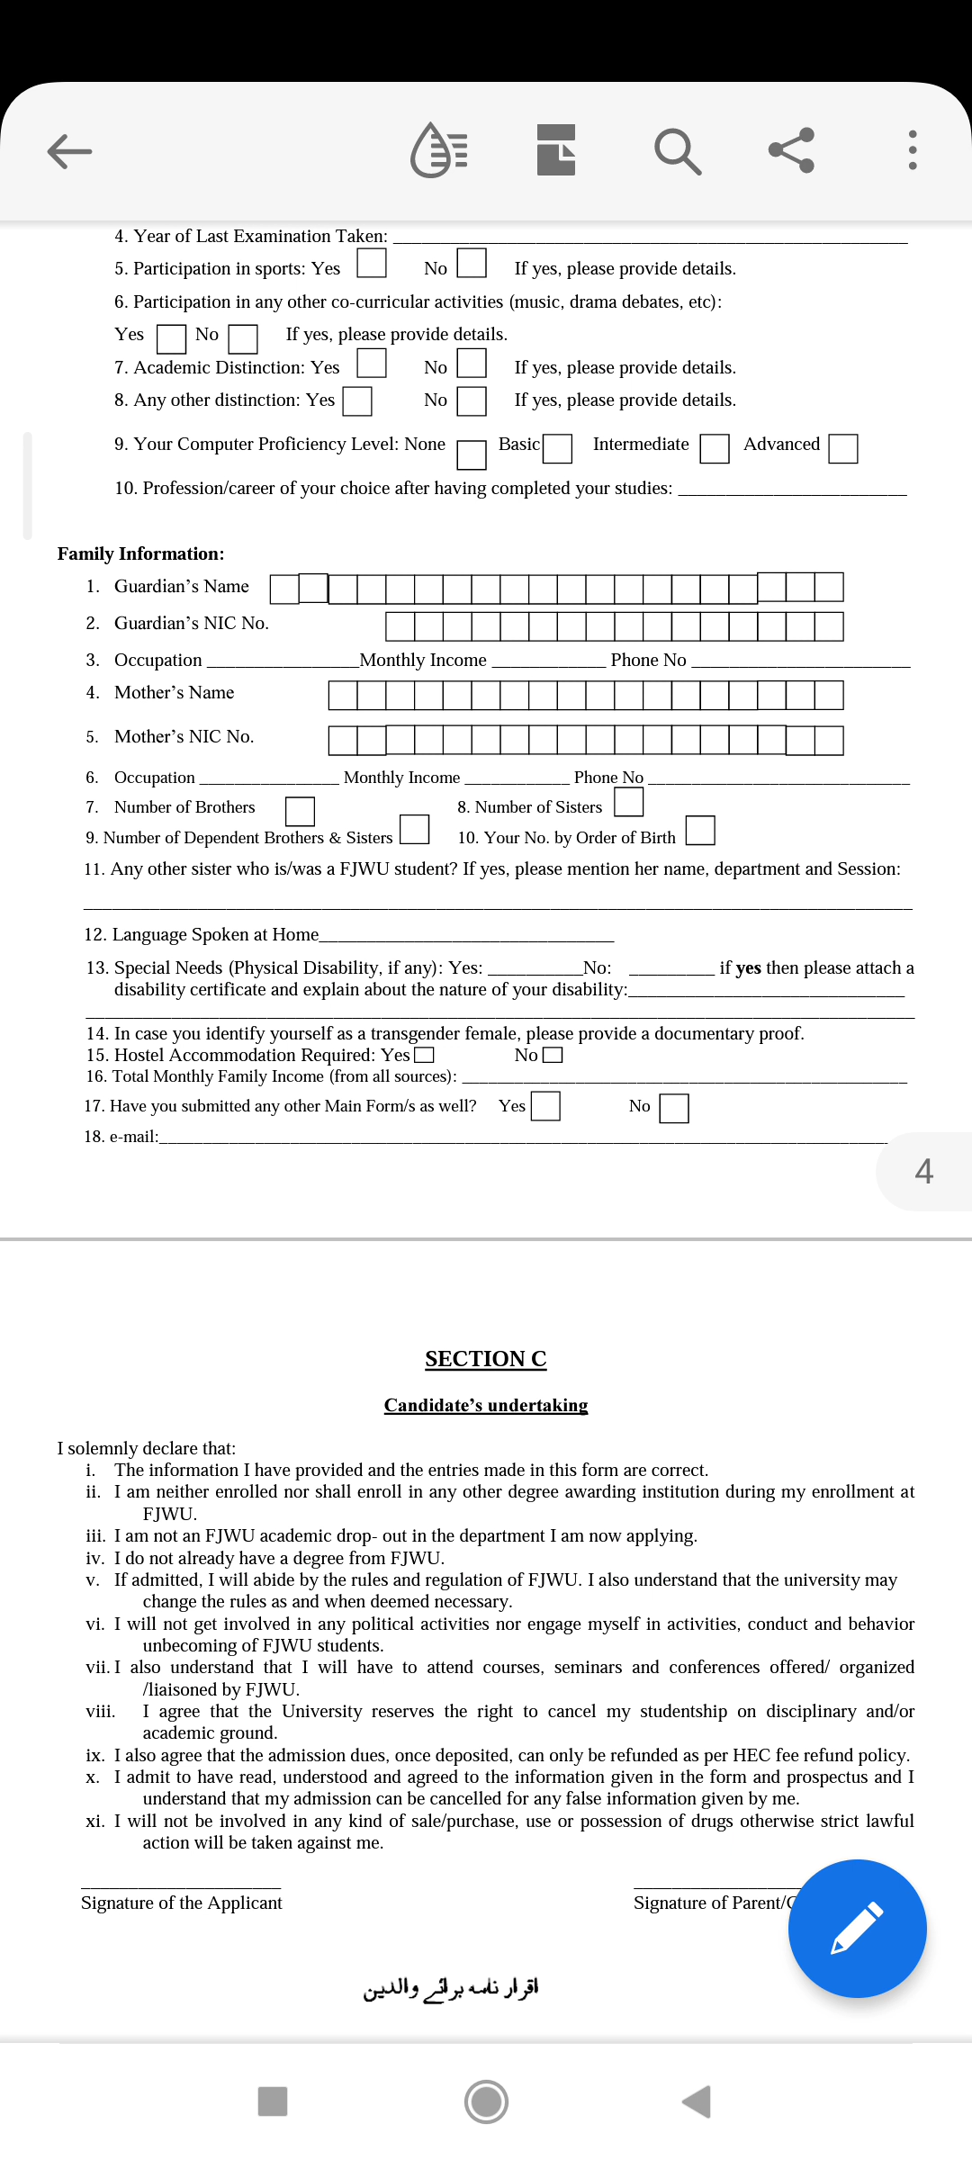 4. Year of Last Examination Taken: ______________________
5. Participation in sports: Yes No If yes, please provide details.
6. Participation in any other co-curricular activities (music, drama debates, etc):
Yes No If yes, please provide details.
7. Academic Distinction: Yes No If yes, please provide details.
8. Any other distinction: Yes No If yes, please provide details.
9. Your Computer Proficiency Level: None Basic Intermediate Advanced
10. Profession/career of your choice after having completed your studies: ______________________
Family Information:
1. Guardian’s Name
2. Guardian’s NIC No.
3. Occupation ________________Monthly Income ____________ Phone No ______________________
4. Mother’s Name
5. Mother’s NIC No.
6. Occupation ________________ Monthly Income ____________ Phone No ______________________
7. Number of Brothers 8. Number of Sisters
9. Number of Dependent Brothers & Sisters 10. Your No. by Order of Birth
11. Any other sister who is/was a FJWU student? If yes, please mention her name, department and Session:
12. Language Spoken at Home______________________
13. Special Needs (Physical Disability, if any): Yes: __________No: _________ if yes then please attach a
disability certificate and explain about the nature of your disability:______________________
14. In case you identify yourself as a transgender female, please provide a documentary proof.
15. Hostel Accommodation Required: Yes No
16. Total Monthly Family Income (from all sources): ______________________
17. Have you submitted any other Main Form/s as well? Yes No
18. e-mail:______________________
4
SECTION C
Candidate’s undertaking
I solemnly declare that:
i. The information I have provided and the entries made in this form are correct.
ii. I am neither enrolled nor shall enroll in any other degree awarding institution during my enrollment at
FJWU.
iii. I am not an FJWU academic drop- out in the department I am now applying.
iv. I do not already have a degree from FJWU.
v. If admitted, I will abide by the rules and regulation of FJWU. I also understand that the university may
change the rules as and when deemed necessary.
vi. I will not get involved in any political activities nor engage myself in activities, conduct and behavior
unbecoming of FJWU students.
vii. I also understand that I will have to attend courses, seminars and conferences offered/ organized
/liaisoned by FJWU.
viii. I agree that the University reserves the right to cancel my studentship on disciplinary and/or
academic ground.
ix. I also agree that the admission dues, once deposited, can only be refunded as per HEC fee refund policy.
x. I admit to have read, understood and agreed to the information given in the form and prospectus and I
understand that my admission can be cancelled for any false information given by me.
xi. I will not be involved in any kind of sale/purchase, use or possession of drugs otherwise strict lawful
action will be taken against me.
Signature of the Applicant Signature of Parent/
اقرار نامہ برائے والدین